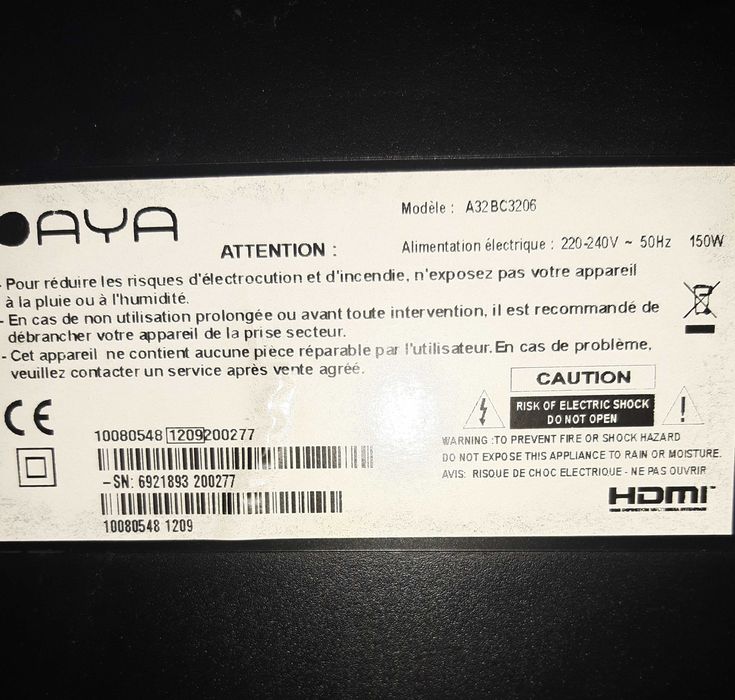 AYA
Modèle : A32BC3206
ATTENTION :
Alimentation électrique : 220-240V ~ 50Hz 150W
- Pour réduire les risques d'électrocution et d'incendie, n'exposez pas votre appareil
à la pluie ou à l'humidité.
- En cas de non utilisation prolongée ou avant toute intervention, il est recommandé de
débrancher votre appareil de la prise secteur.
- Cet appareil ne contient aucune pièce réparable par l'utilisateur. En cas de problème,
veuillez contacter un service après vente agréé.
CE
CAUTION
RISK OF ELECTRIC SHOCK
DO NOT OPEN
!
10080548 1209 200277
WARNING :TO PREVENT FIRE OR SHOCK HAZARD
DO NOT EXPOSE THIS APPLIANCE TO RAIN OR MOISTURE.
AVIS: RISQUE DE CHOC ELECTRIQUE - NE PAS OUVRIR
-SN: 6921893 200277
HDMI
HIGH DEFINITION MULTIMEDIA INTERFACE
10080548 1209